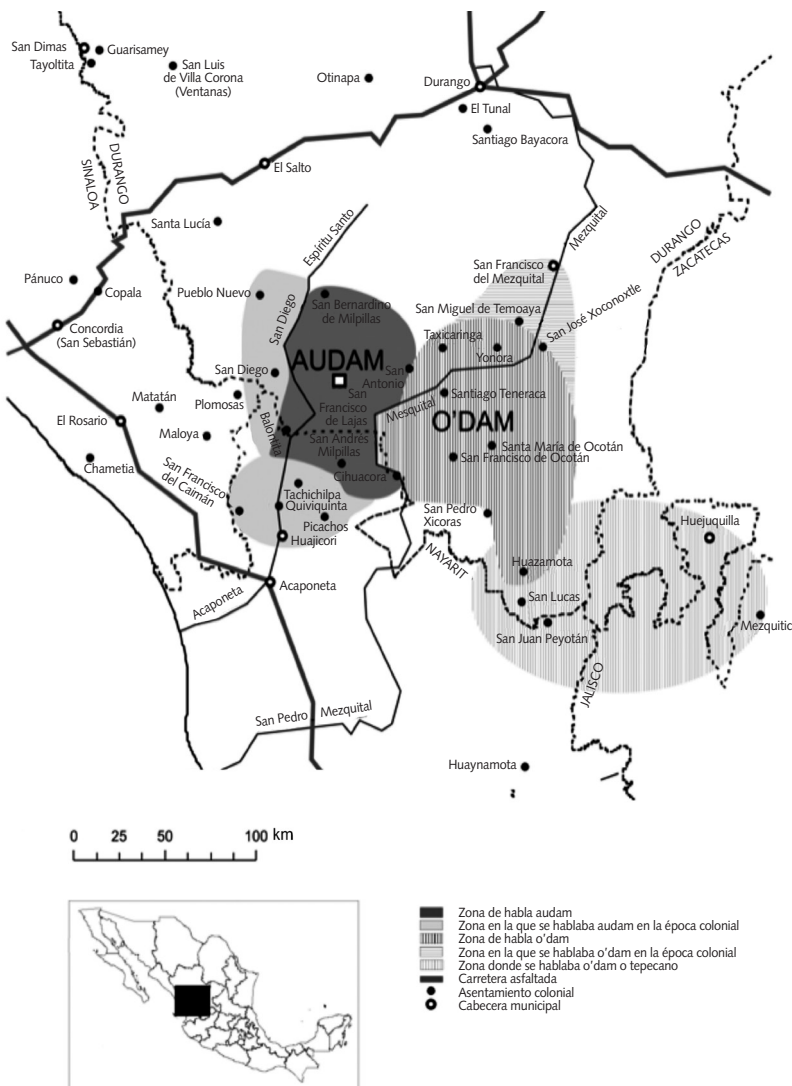 San Dimas
Guarisamey
Tayoltita
San Luis
de Villa Corona
(Ventanas)
Otinapa
Durango
El Tunal
Santiago Bayacora
DURANGO
SINALOA
El Salto
Santa Lucía
Espíritu Santo
Mezquital
DURANGO
ZACATECAS
Pánuco
Copala
Concordia
(San Sebastián)
Pueblo Nuevo
San Diego
San Bernardino
de Milpillas
San Francisco
del Mezquital
San Miguel de Temoaya
San José Xoconoxtle
Taxicaringa
Yonora
AUDAM
San
Antonio
San Diego
San
Francisco
de Lajas
Mesquital
Santiago Teneraca
O'DAM
Matatán
Plomosas
El Rosario
Maloya
Balontita
San Andrés
Milpillas
Santa María de Ocotán
San Francisco de Ocotán
Chametia
San Francisco
del Caimán
Cihuacora
Tachichilpa
Quiviquinta
Picachos
Huajicori
San Pedro
Xicoras
Huejuquilla
NAYARIT
Huazamota
Acaponeta
Acaponeta
San Lucas
San Juan Peyotán
Mezquitic
JALISCO
San Pedro
Mezquital
Huaynamota
0 25 50 100 km
Zona de habla audam
Zona en la que se hablaba audam en la época colonial
Zona de habla o'dam
Zona en la que se hablaba o'dam en la época colonial
Zona donde se hablaba o'dam o tepecano
Carretera asfaltada
Asentamiento colonial
Cabecera municipal